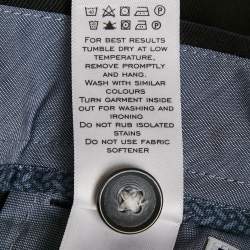 FOR BEST RESULTS
TUMBLE DRY AT LOW
TEMPERATURE,
REMOVE PROMPTLY
AND HANG.
WASH WITH SIMILAR
COLOURS
TURN GARMENT INSIDE
OUT FOR WASHING AND
IRONING
DO NOT RUB ISOLATED
STAINS
DO NOT USE FABRIC
SOFTENER